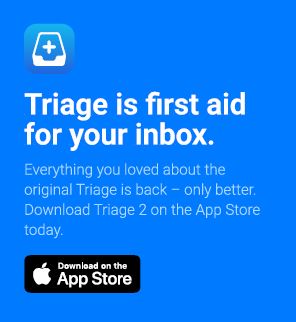 Triage is first aid
for your inbox.
Everything you loved about the
original Triage is back – only better.
Download Triage 2 on the App Store
today.
Download on the
App Store